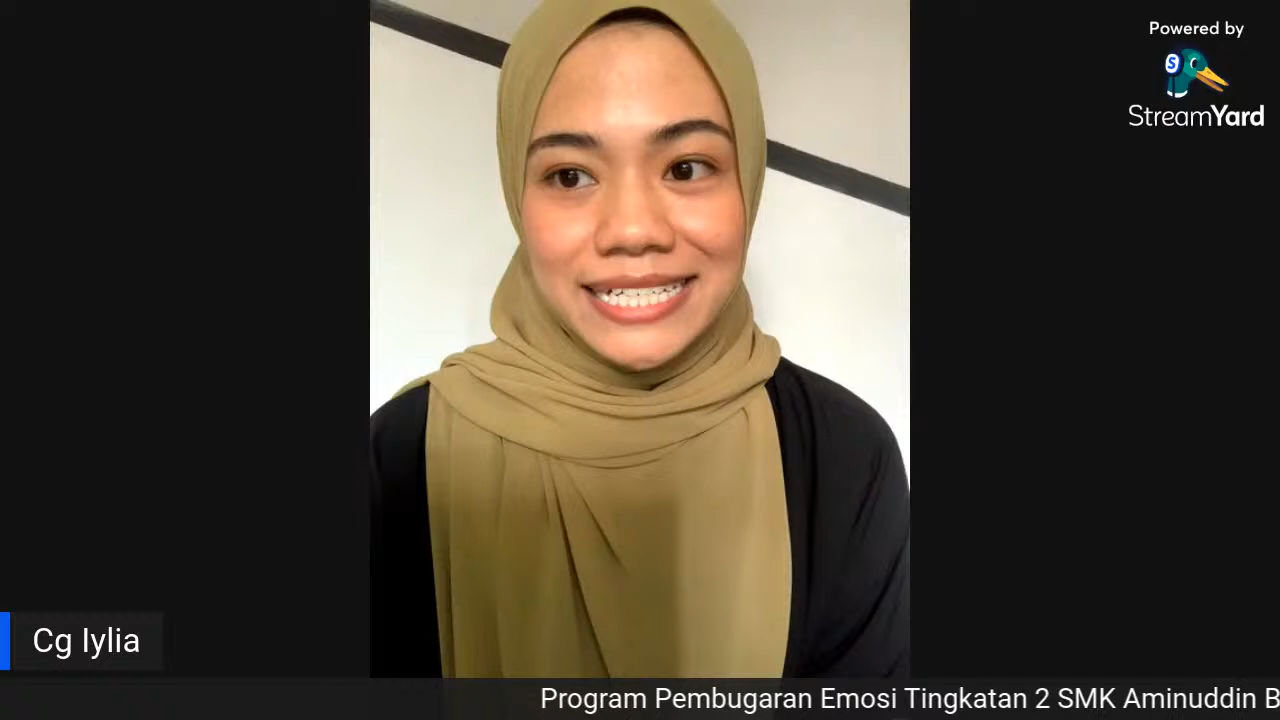 Powered by
S
StreamYard
Cg Iylia
Program Pembugaran Emosi Tingkatan 2 SMK Aminuddin B